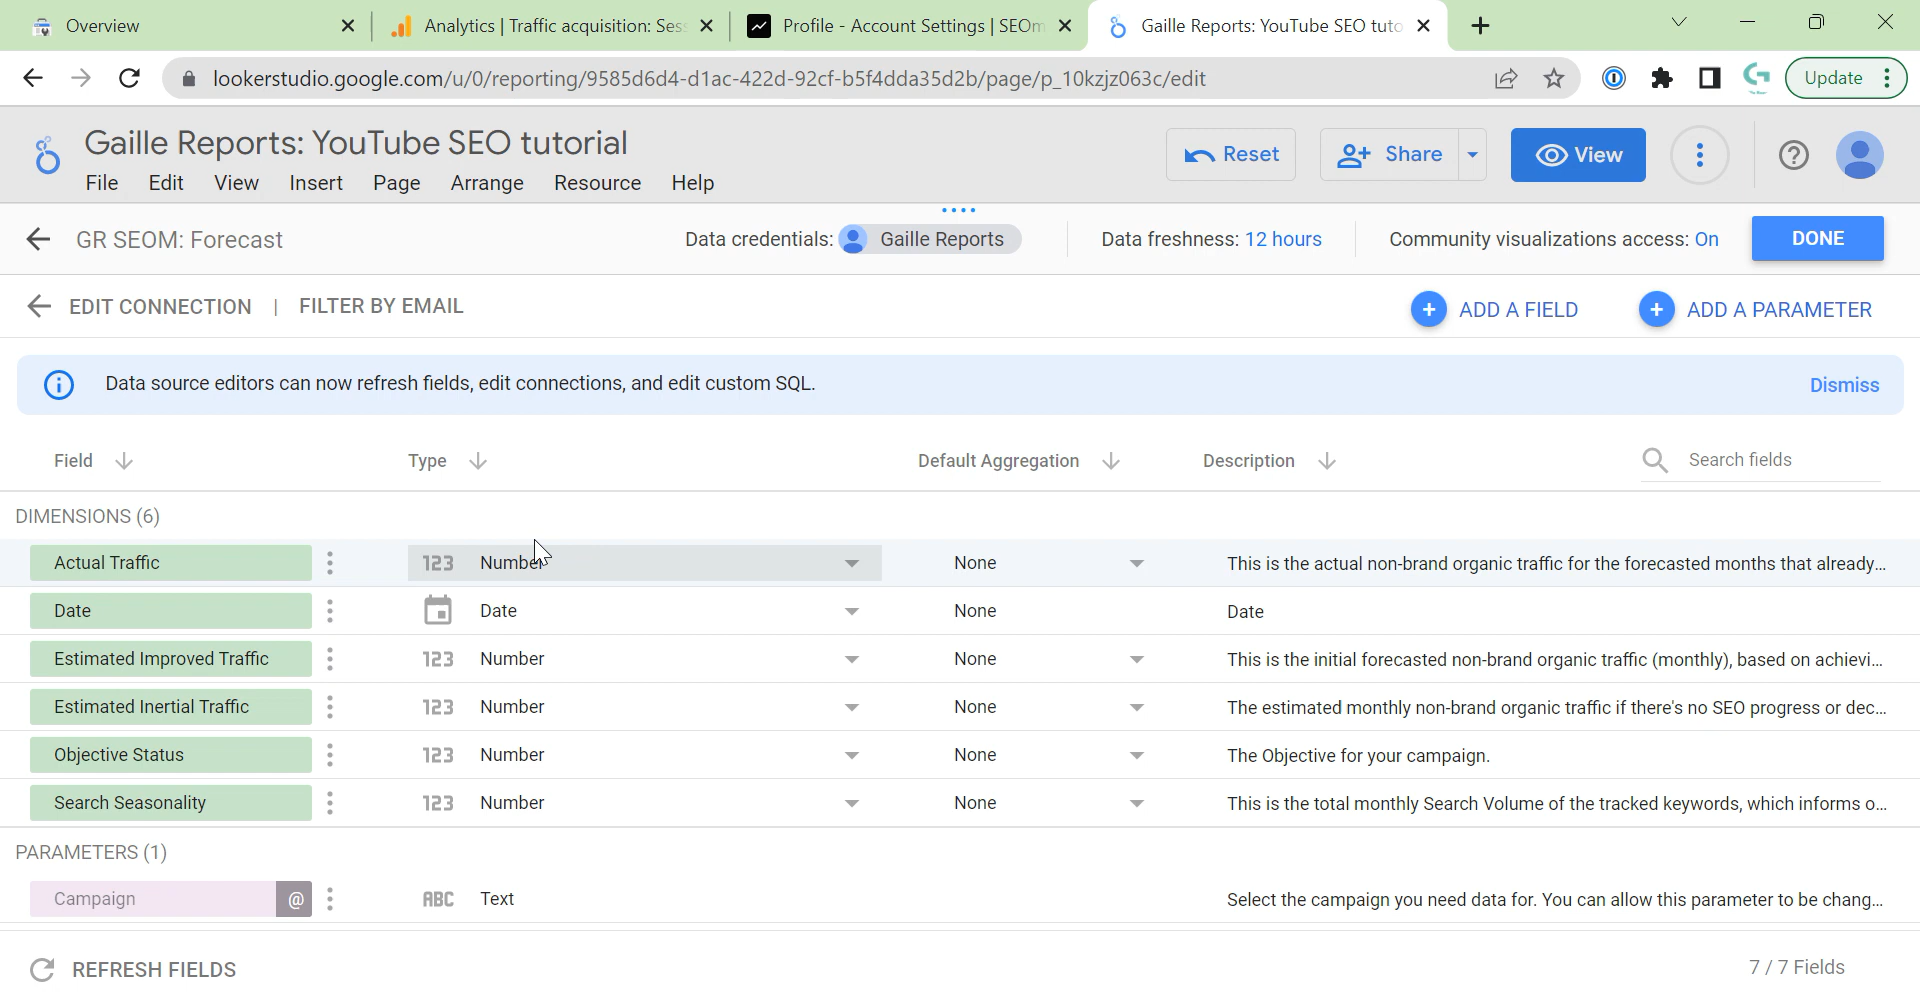 Overview
Analytics | Traffic acquisition: Ses
Profile - Account Settings | SEOm
Gaille Reports: YouTube SEO tuto
lookerstudio.google.com/u/0/reporting/9585d6d4-d1ac-422d-92cf-b5f4dda35d2b/page/p_10kzjz063c/edit
Update
Gaille Reports: YouTube SEO tutorial
File Edit View Insert Page Arrange Resource Help
Reset
Share
View
GR SEOM: Forecast
Data credentials: Gaille Reports
Data freshness: 12 hours
Community visualizations access: On
DONE
EDIT CONNECTION | FILTER BY EMAIL
+ ADD A FIELD
+ ADD A PARAMETER
Data source editors can now refresh fields, edit connections, and edit custom SQL.
Dismiss
Field Type Default Aggregation Description Search fields
DIMENSIONS (6)
Actual Traffic 123 Number None This is the actual non-brand organic traffic for the forecasted months that already...
Date Date None Date
Estimated Improved Traffic 123 Number None This is the initial forecasted non-brand organic traffic (monthly), based on achievi...
Estimated Inertial Traffic 123 Number None The estimated monthly non-brand organic traffic if there's no SEO progress or dec...
Objective Status 123 Number None The Objective for your campaign.
Search Seasonality 123 Number None This is the total monthly Search Volume of the tracked keywords, which informs o...
PARAMETERS (1)
Campaign @ ABC Text Select the campaign you need data for. You can allow this parameter to be chang...
REFRESH FIELDS
7 / 7 Fields